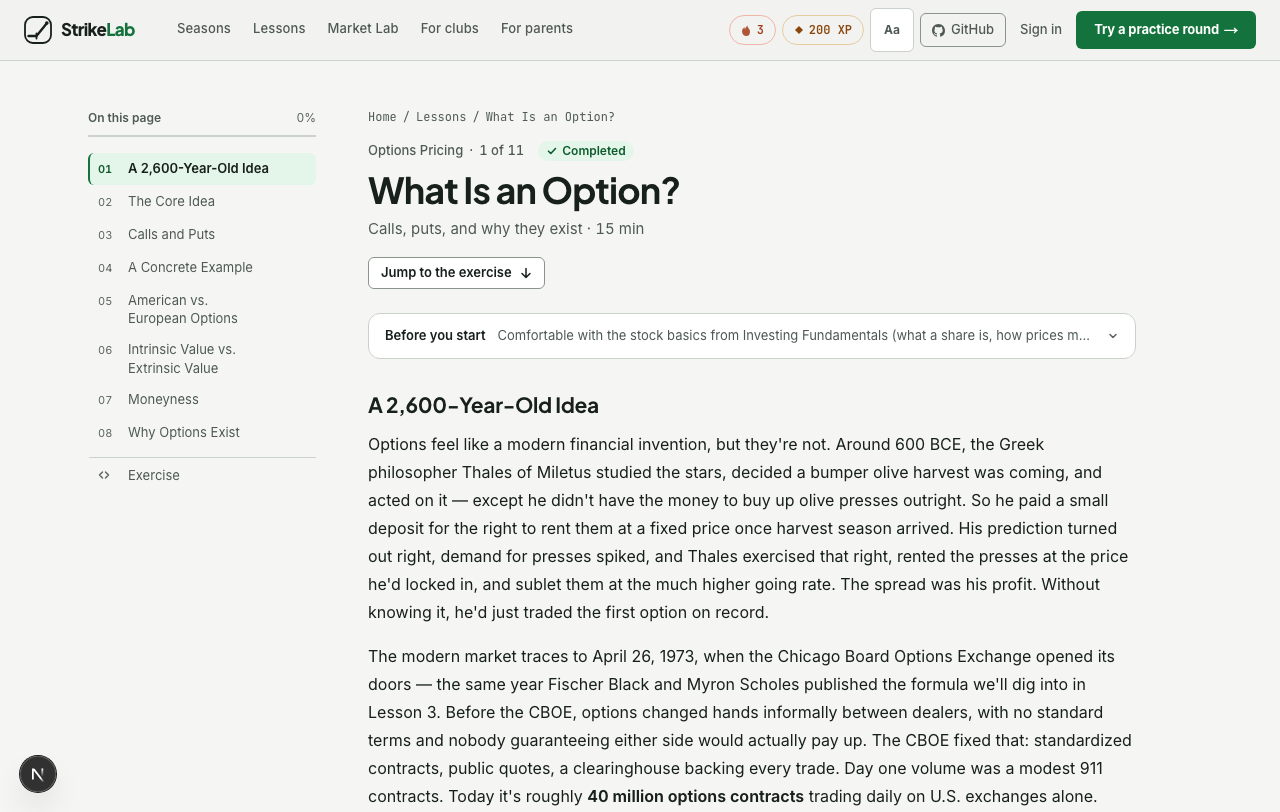 StrikeLab
Seasons
Lessons
Market Lab
For clubs
For parents
3
200 XP
Aa
GitHub
Sign in
Try a practice round →
On this page
0%
01 A 2,600-Year-Old Idea
02 The Core Idea
03 Calls and Puts
04 A Concrete Example
05 American vs.
European Options
06 Intrinsic Value vs.
Extrinsic Value
07 Moneyness
08 Why Options Exist
Exercise
Home / Lessons / What Is an Option?
Options Pricing · 1 of 11
Completed
What Is an Option?
Calls, puts, and why they exist · 15 min
Jump to the exercise ↓
Before you start Comfortable with the stock basics from Investing Fundamentals (what a share is, how prices m...
A 2,600-Year-Old Idea
Options feel like a modern financial invention, but they're not. Around 600 BCE, the Greek
philosopher Thales of Miletus studied the stars, decided a bumper olive harvest was coming, and
acted on it — except he didn't have the money to buy up olive presses outright. So he paid a small
deposit for the right to rent them at a fixed price once harvest season arrived. His prediction turned
out right, demand for presses spiked, and Thales exercised that right, rented the presses at the price
he'd locked in, and sublet them at the much higher going rate. The spread was his profit. Without
knowing it, he'd just traded the first option on record.
The modern market traces to April 26, 1973, when the Chicago Board Options Exchange opened its
doors — the same year Fischer Black and Myron Scholes published the formula we'll dig into in
Lesson 3. Before the CBOE, options changed hands informally between dealers, with no standard
terms and nobody guaranteeing either side would actually pay up. The CBOE fixed that: standardized
contracts, public quotes, a clearinghouse backing every trade. Day one volume was a modest 911
contracts. Today it's roughly 40 million options contracts trading daily on U.S. exchanges alone.
N